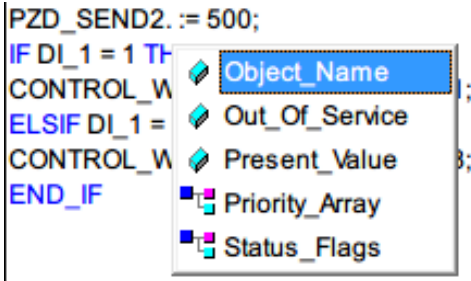 PZD_SEND2. := 500;
IF DI_1 = 1 TH
CONTROL_W
ELSIF DI_1 =
CONTROL_W
END_IF
Object_Name
Out_Of_Service
Present_Value
Priority_Array
Status_Flags